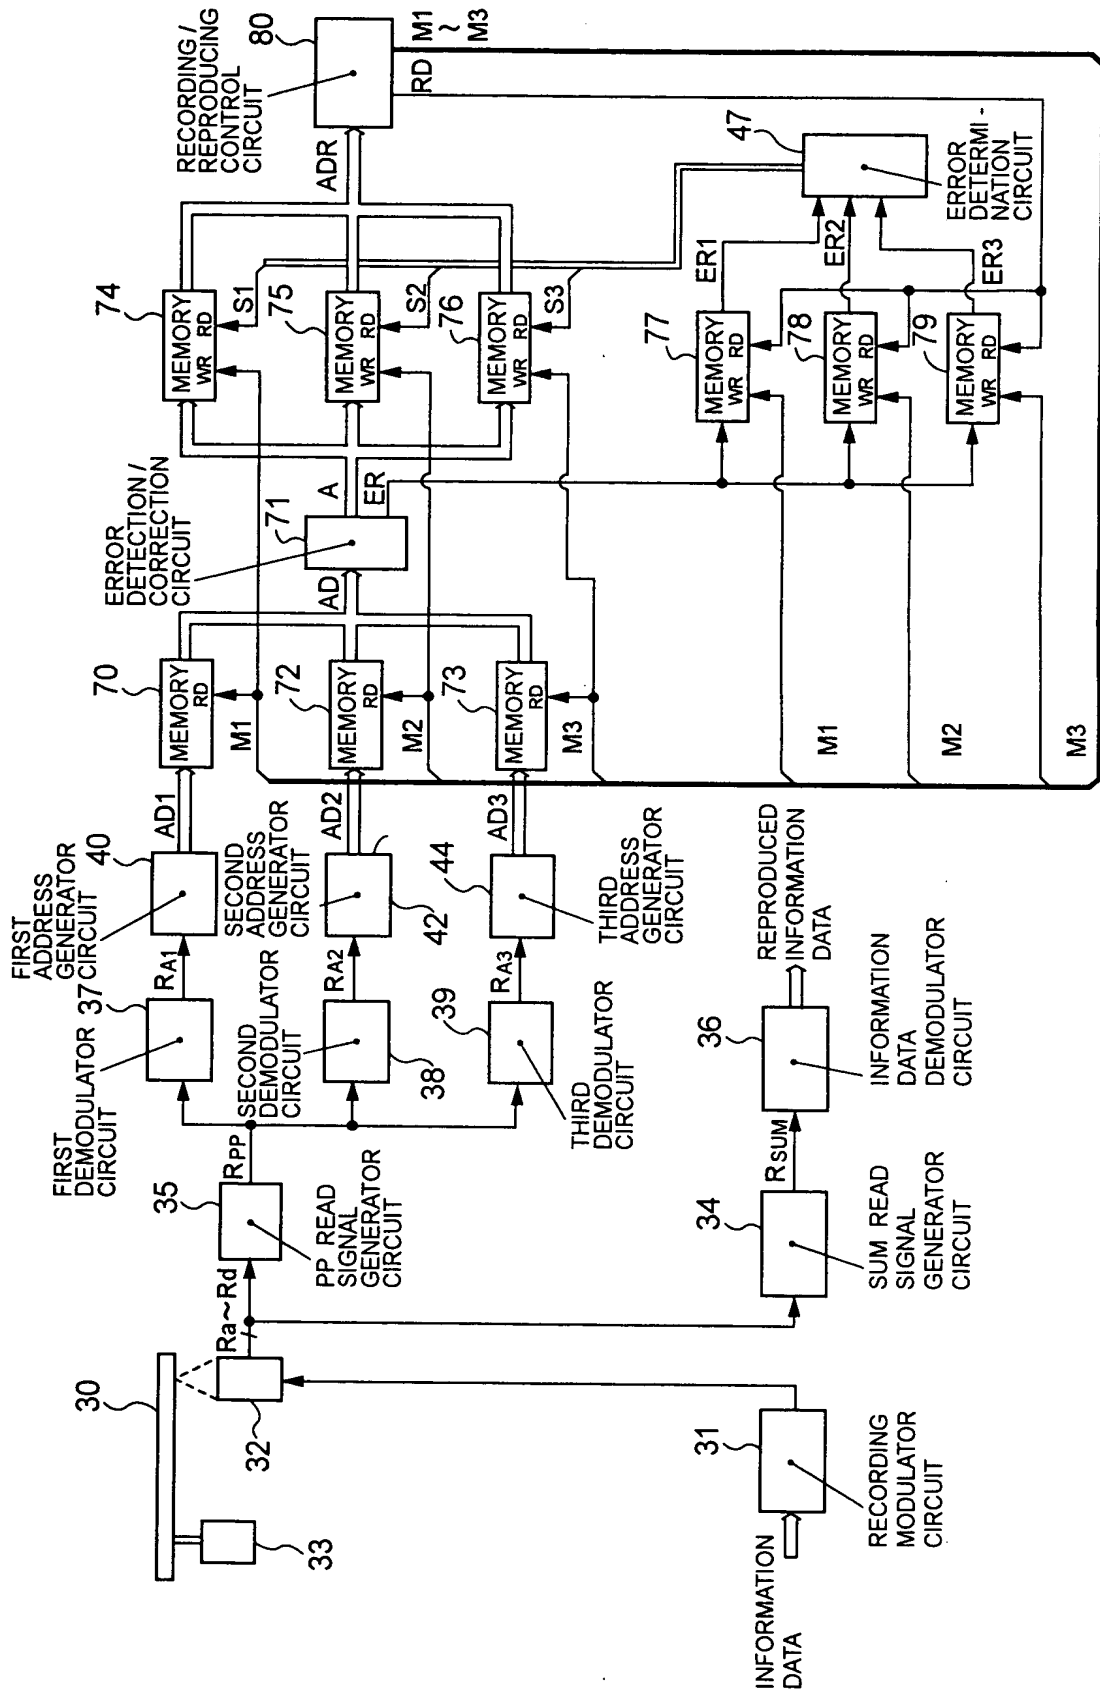 30
33
32
Ra~Rd
35
PP READ
SIGNAL
GENERATOR
CIRCUIT
RPP
FIRST
DEMODULATOR
CIRCUIT
37
SECOND
DEMODULATOR
CIRCUIT
38
39
THIRD
DEMODULATOR
CIRCUIT
RA1
RA2
RA3
FIRST
ADDRESS
GENERATOR
CIRCUIT
40
SECOND
ADDRESS
GENERATOR
CIRCUIT
42
44
THIRD
ADDRESS
GENERATOR
CIRCUIT
AD1
AD2
AD3
70
MEMORY
RD
M1
72
MEMORY
RD
M2
73
MEMORY
RD
M3
ERROR
DETECTION /
CORRECTION
CIRCUIT
71
AD
A
ER
74
MEMORY
WR RD
S1
75
MEMORY
WR RD
S2
76
MEMORY
WR RD
S3
RECORDING /
REPRODUCING
CONTROL
CIRCUIT
80
ADR
RD
M1
~
M3
77
MEMORY
WR RD
ER1
78
MEMORY
WR RD
ER2
79
MEMORY
WR RD
ER3
47
ERROR
DETERMI -
NATION
CIRCUIT
M1
M2
M3
INFORMATION
DATA
31
RECORDING
MODULATOR
CIRCUIT
34
SUM READ
SIGNAL
GENERATOR
CIRCUIT
RSUM
36
INFORMATION
DATA
DEMODULATOR
CIRCUIT
REPRODUCED
INFORMATION
DATA